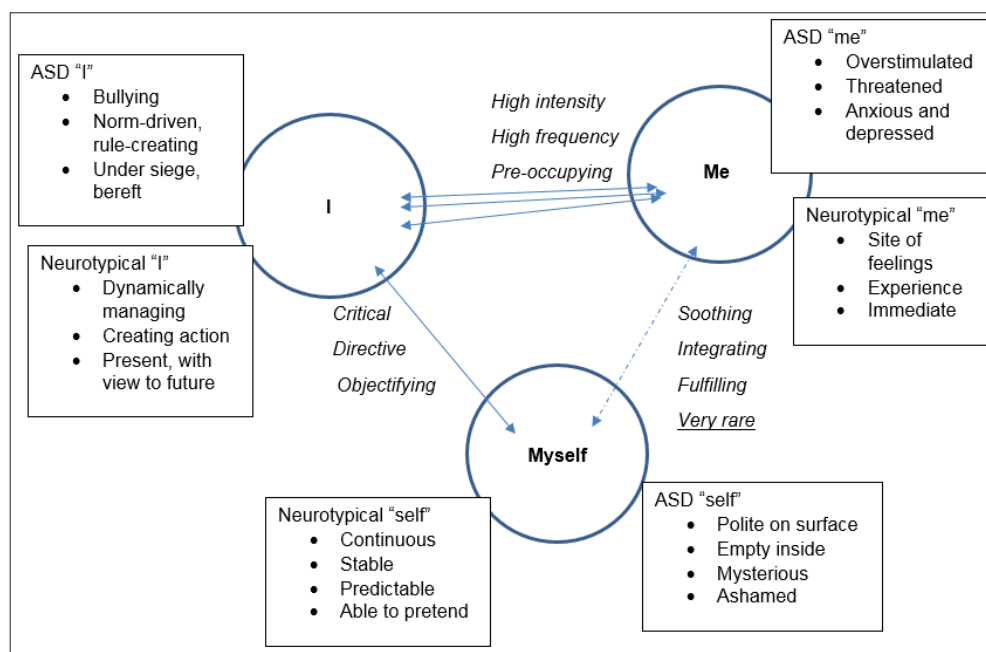 ASD “I”
• Bullying
• Norm-driven,
rule-creating
• Under siege,
bereft
Neurotypical “I”
• Dynamically
managing
• Creating action
• Present, with
view to future
I
High intensity
High frequency
Pre-occupying
Me
ASD “me”
• Overstimulated
• Threatened
• Anxious and
depressed
Neurotypical “me”
• Site of
feelings
• Experience
• Immediate
Critical
Directive
Objectifying
Soothing
Integrating
Fulfilling
Very rare
Myself
Neurotypical “self”
• Continuous
• Stable
• Predictable
• Able to pretend
ASD “self”
• Polite on surface
• Empty inside
• Mysterious
• Ashamed